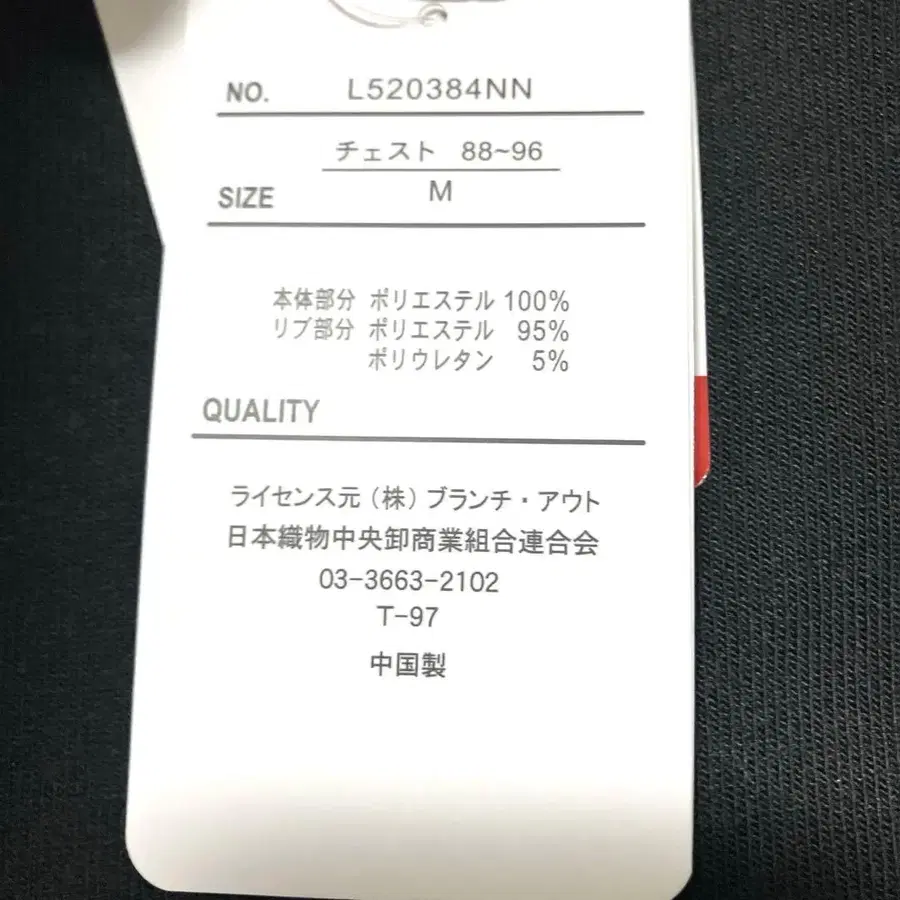 NO. L520384NN
チェスト 88~96
SIZE M
本体部分 ポリエステル 100%
リブ部分 ポリエステル 95%
ポリウレタン 5%
QUALITY
ライセンス元(株)ブランチ・アウト
日本織物中央卸商業組合連合会
03-3663-2102
T-97
中国製